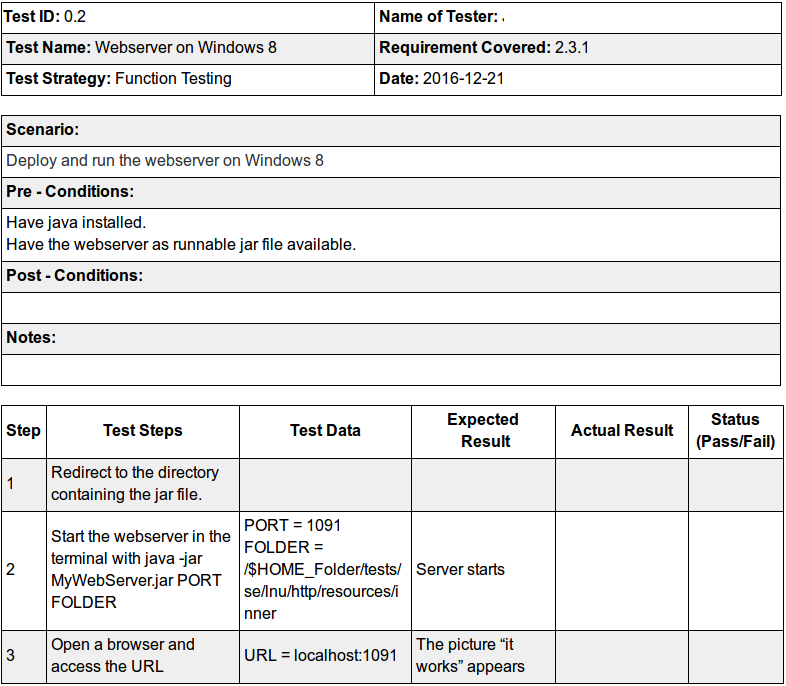 Test ID: 0.2
Name of Tester: .
Test Name: Webserver on Windows 8
Requirement Covered: 2.3.1
Test Strategy: Function Testing
Date: 2016-12-21
Scenario:
Deploy and run the webserver on Windows 8
Pre - Conditions:
Have java installed.
Have the webserver as runnable jar file available.
Post - Conditions:
Notes:
Step
Test Steps
Test Data
Expected
Result
Actual Result
Status
(Pass/Fail)
1
Redirect to the directory
containing the jar file.
2
Start the webserver in the
terminal with java -jar
MyWebServer.jar PORT
FOLDER
PORT = 1091
FOLDER =
/$HOME_Folder/tests/
se/lnu/http/resources/i
nner
Server starts
3
Open a browser and
access the URL
URL = localhost:1091
The picture “it
works” appears